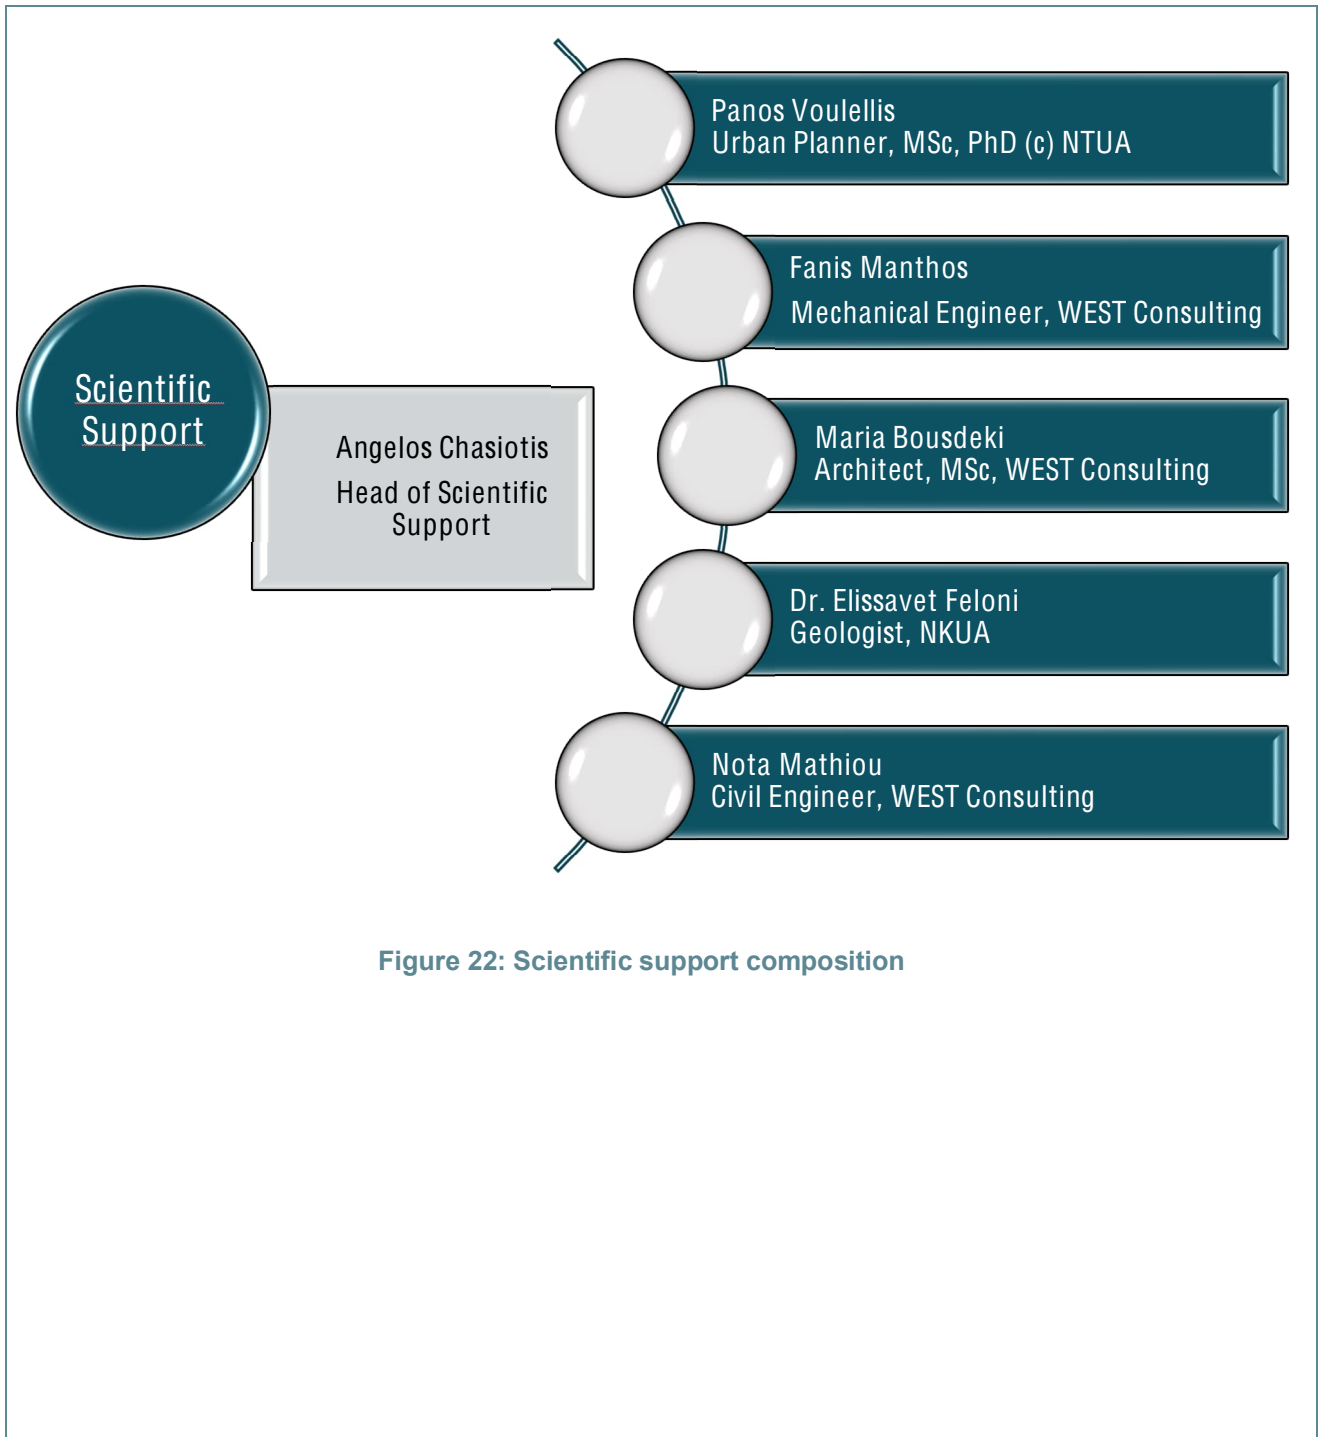 Scientific
Support
Angelos Chasiotis
Head of Scientific
Support
Panos Voulellis
Urban Planner, MSc, PhD (c) NTUA
Fanis Manthos
Mechanical Engineer, WEST Consulting
Maria Bousdeki
Architect, MSc, WEST Consulting
Dr. Elissavet Feloni
Geologist, NKUA
Nota Mathiou
Civil Engineer, WEST Consulting
Figure 22: Scientific support composition